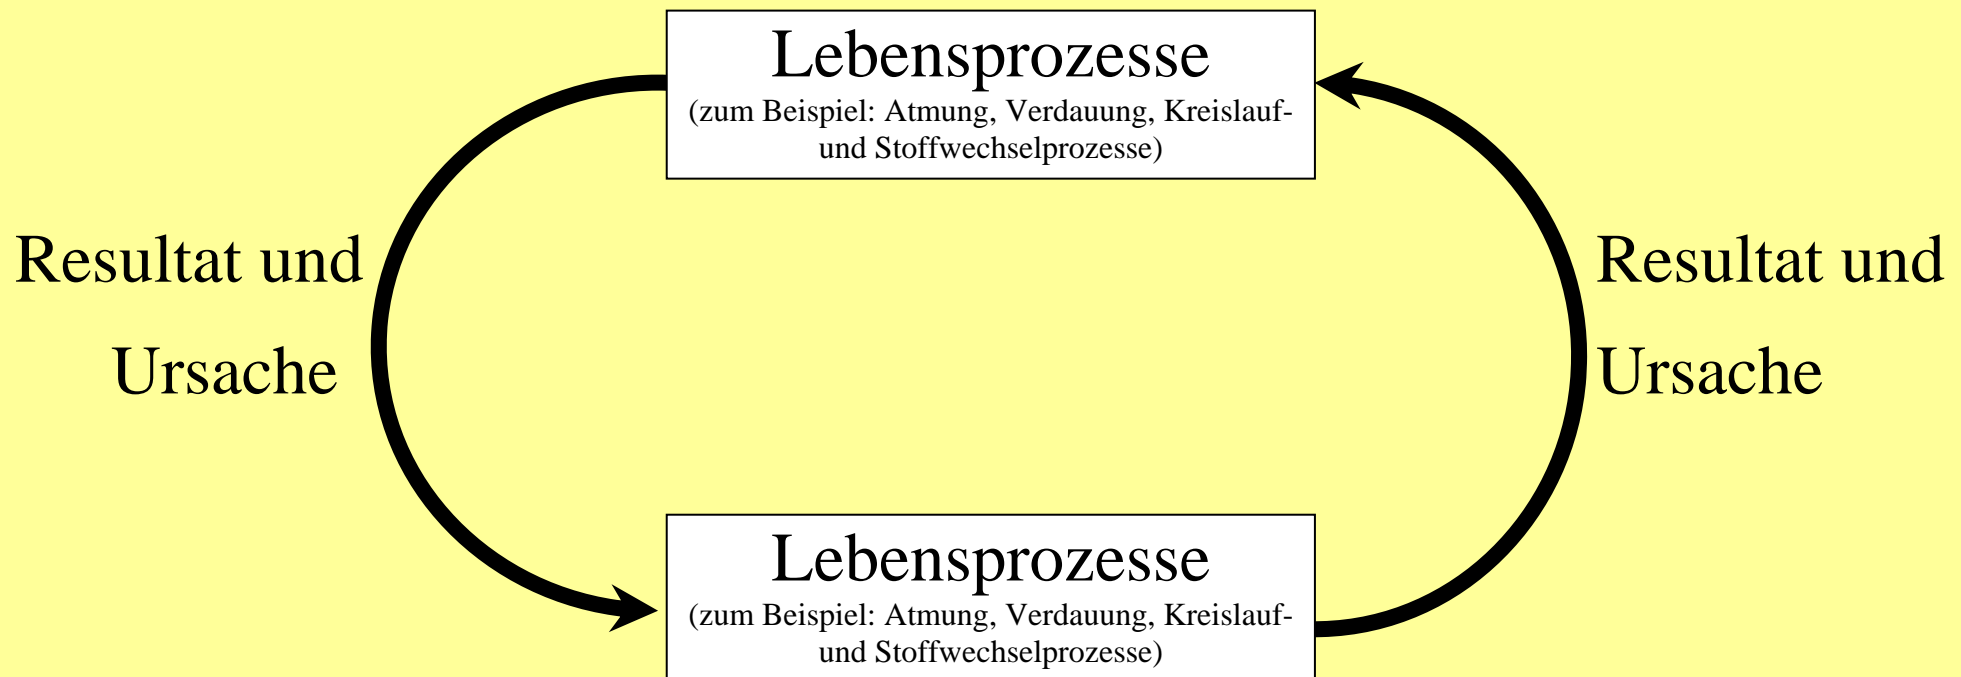 Lebensprozesse
(zum Beispiel: Atmung, Verdauung, Kreislauf-
und Stoffwechselprozesse)
Resultat und
Ursache
Resultat und
Ursache
Lebensprozesse
(zum Beispiel: Atmung, Verdauung, Kreislauf-
und Stoffwechselprozesse)